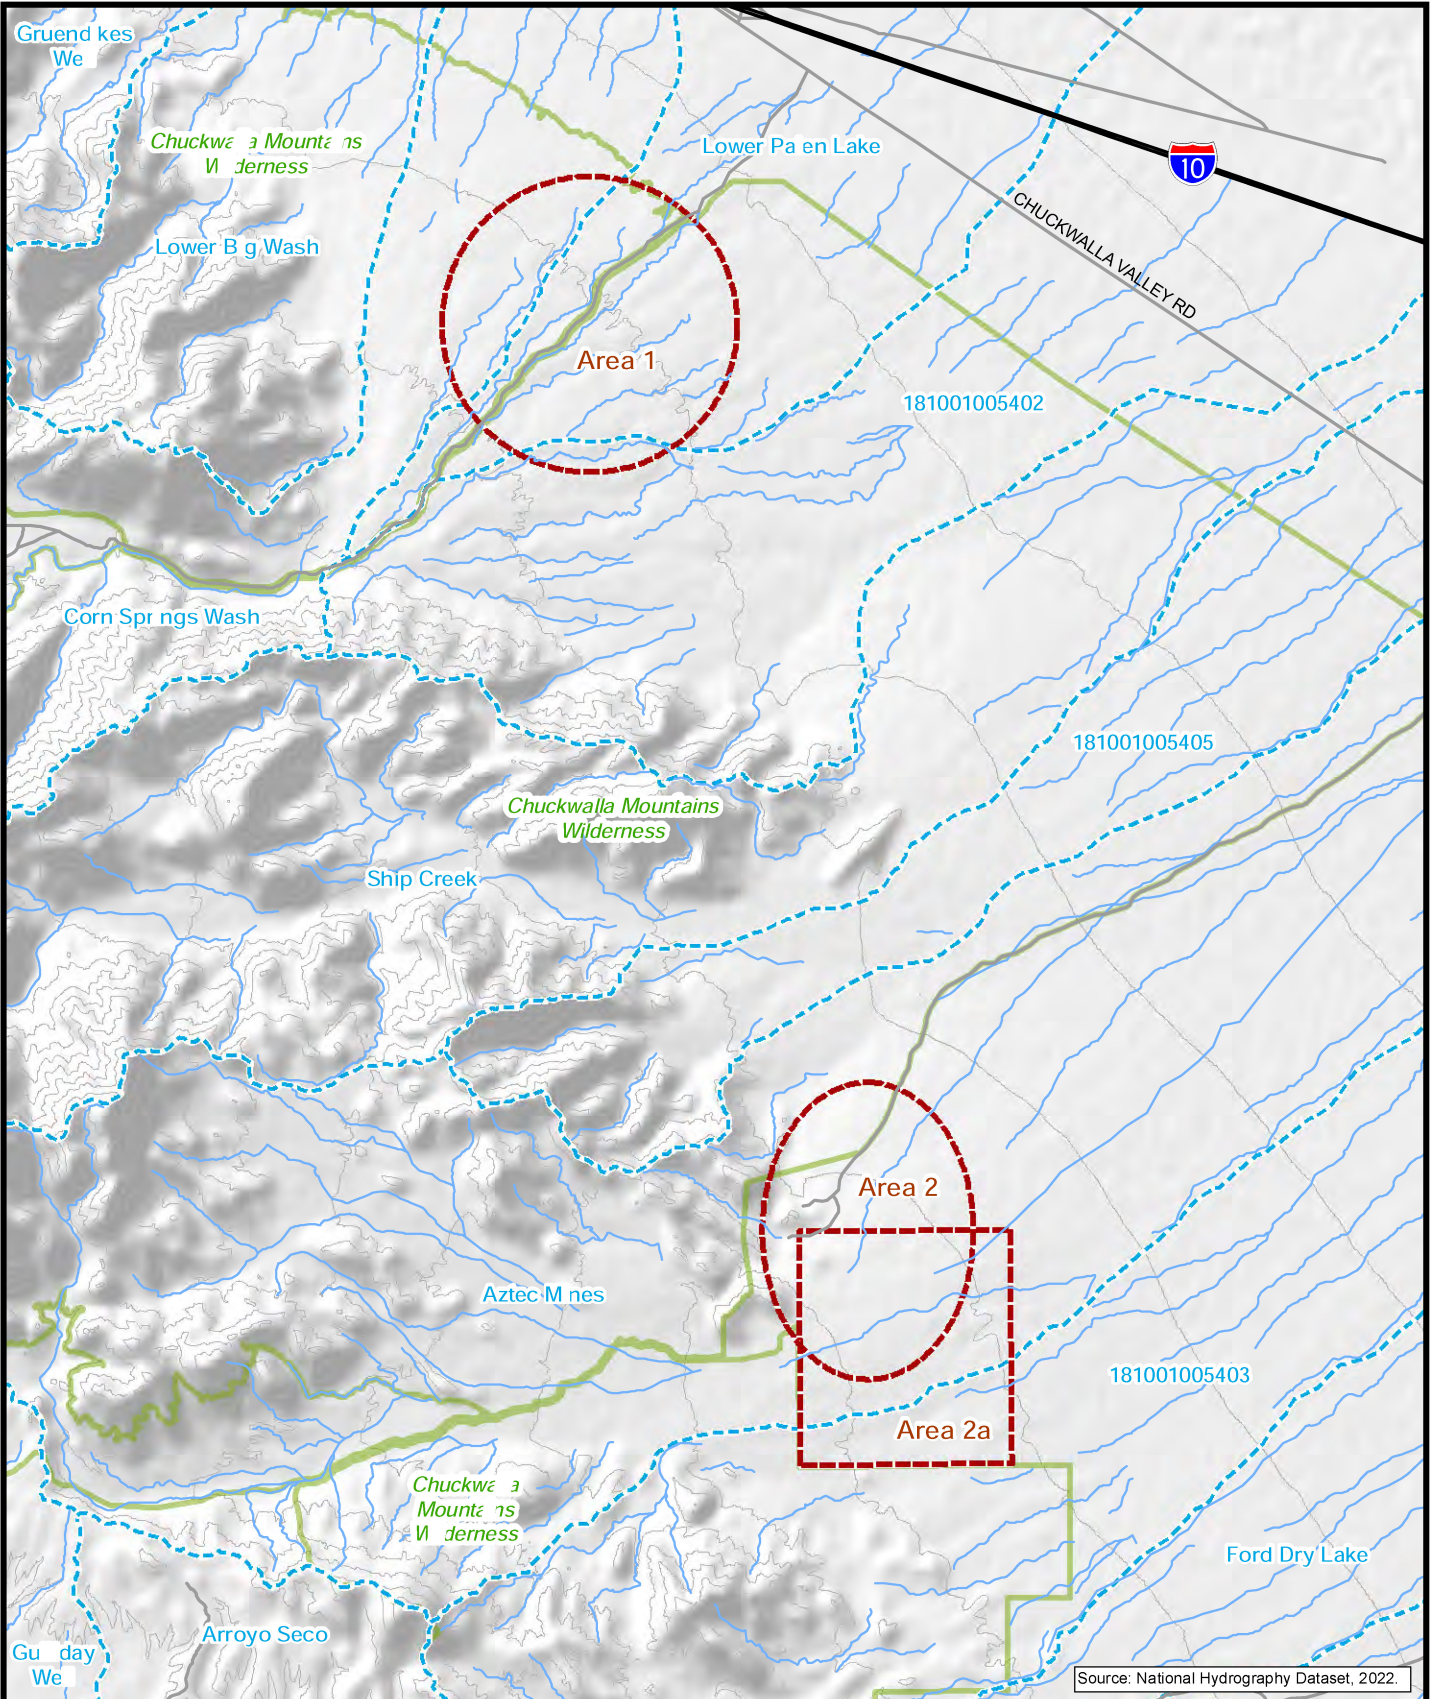 Gruend kes
We
Chuckwa a Mounta ns
W derness
Lower Pa en Lake
10
Lower B g Wash
CHUCKWALLA VALLEY RD
Area 1
181001005402
Corn Spr ngs Wash
181001005405
Chuckwalla Mountains
Wilderness
Ship Creek
Area 2
Aztec M nes
181001005403
Area 2a
Chuckwa a
Mounta ns
W derness
Ford Dry Lake
Arroyo Seco
Gu day
We
Source: National Hydrography Dataset, 2022.